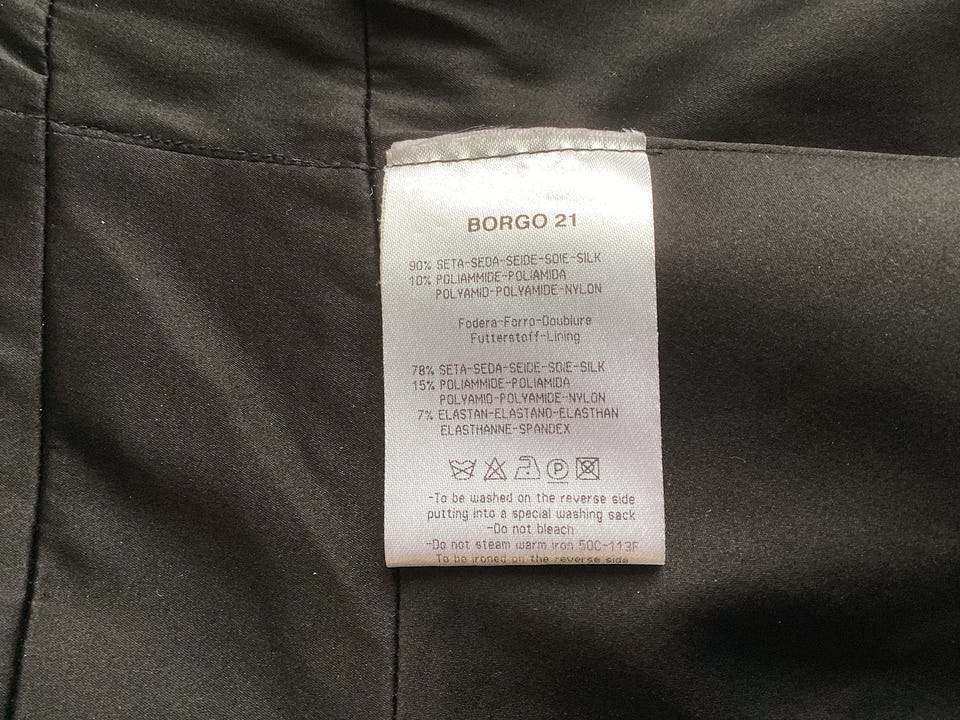 BORGO 21
90% SETA-SEDA-SEIDE-SOIE-SILK
10% POLIAMMIDE-POLIAMIDA
POLYAMID-POLYAMIDE-NYLON
Fodera-Forro-Doublure
Futterstoff-Lining
78% SETA-SEDA-SEIDE-SOIE-SILK
15% POLIAMMIDE-POLIAMIDA
POLYAMID-POLYAMIDE-NYLON
7% ELASTAN-ELASTANO-ELASTHAN
ELASTHANNE-SPANDEX
P
-To be washed on the reverse side
putting into a special washing sack
-Do not bleach
-Do not steam warm iron 50C-113F
To be ironed on the reverse side